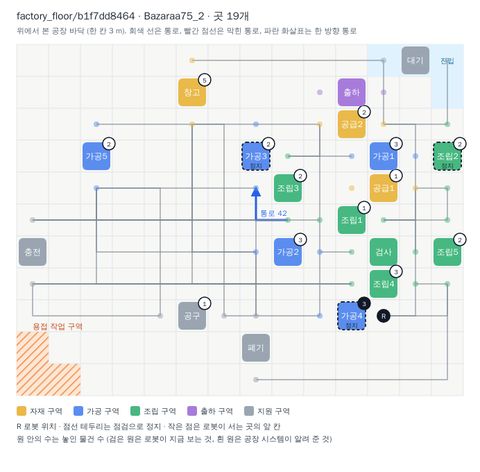 factory_floor/b1f7dd8464 · Bazaraa75_2 · 곳 19개
위에서 본 공장 바닥 (한 칸 3 m). 회색 선은 통로, 빨간 점선은 막힌 통로, 파란 화살표는 한 방향 통로
대기
진입
창고 5
출하
공급2 2
가공5 2
가공3 2
정지
가공1 3
조립2 2
정지
조립3 2
공급1 1
조립1 1
통로 42
충전
가공2 3
검사
조립5 2
조립4 3
공구 1
가공4 3
정지
R
용접 작업 구역
폐기
자재 구역 가공 구역 조립 구역 출하 구역 지원 구역
R 로봇 위치 · 점선 테두리는 점검으로 정지 · 작은 점은 로봇이 서는 곳의 앞 칸
원 안의 수는 놓인 물건 수 (검은 원은 로봇이 지금 보는 것, 흰 원은 공장 시스템이 알려 준 것)